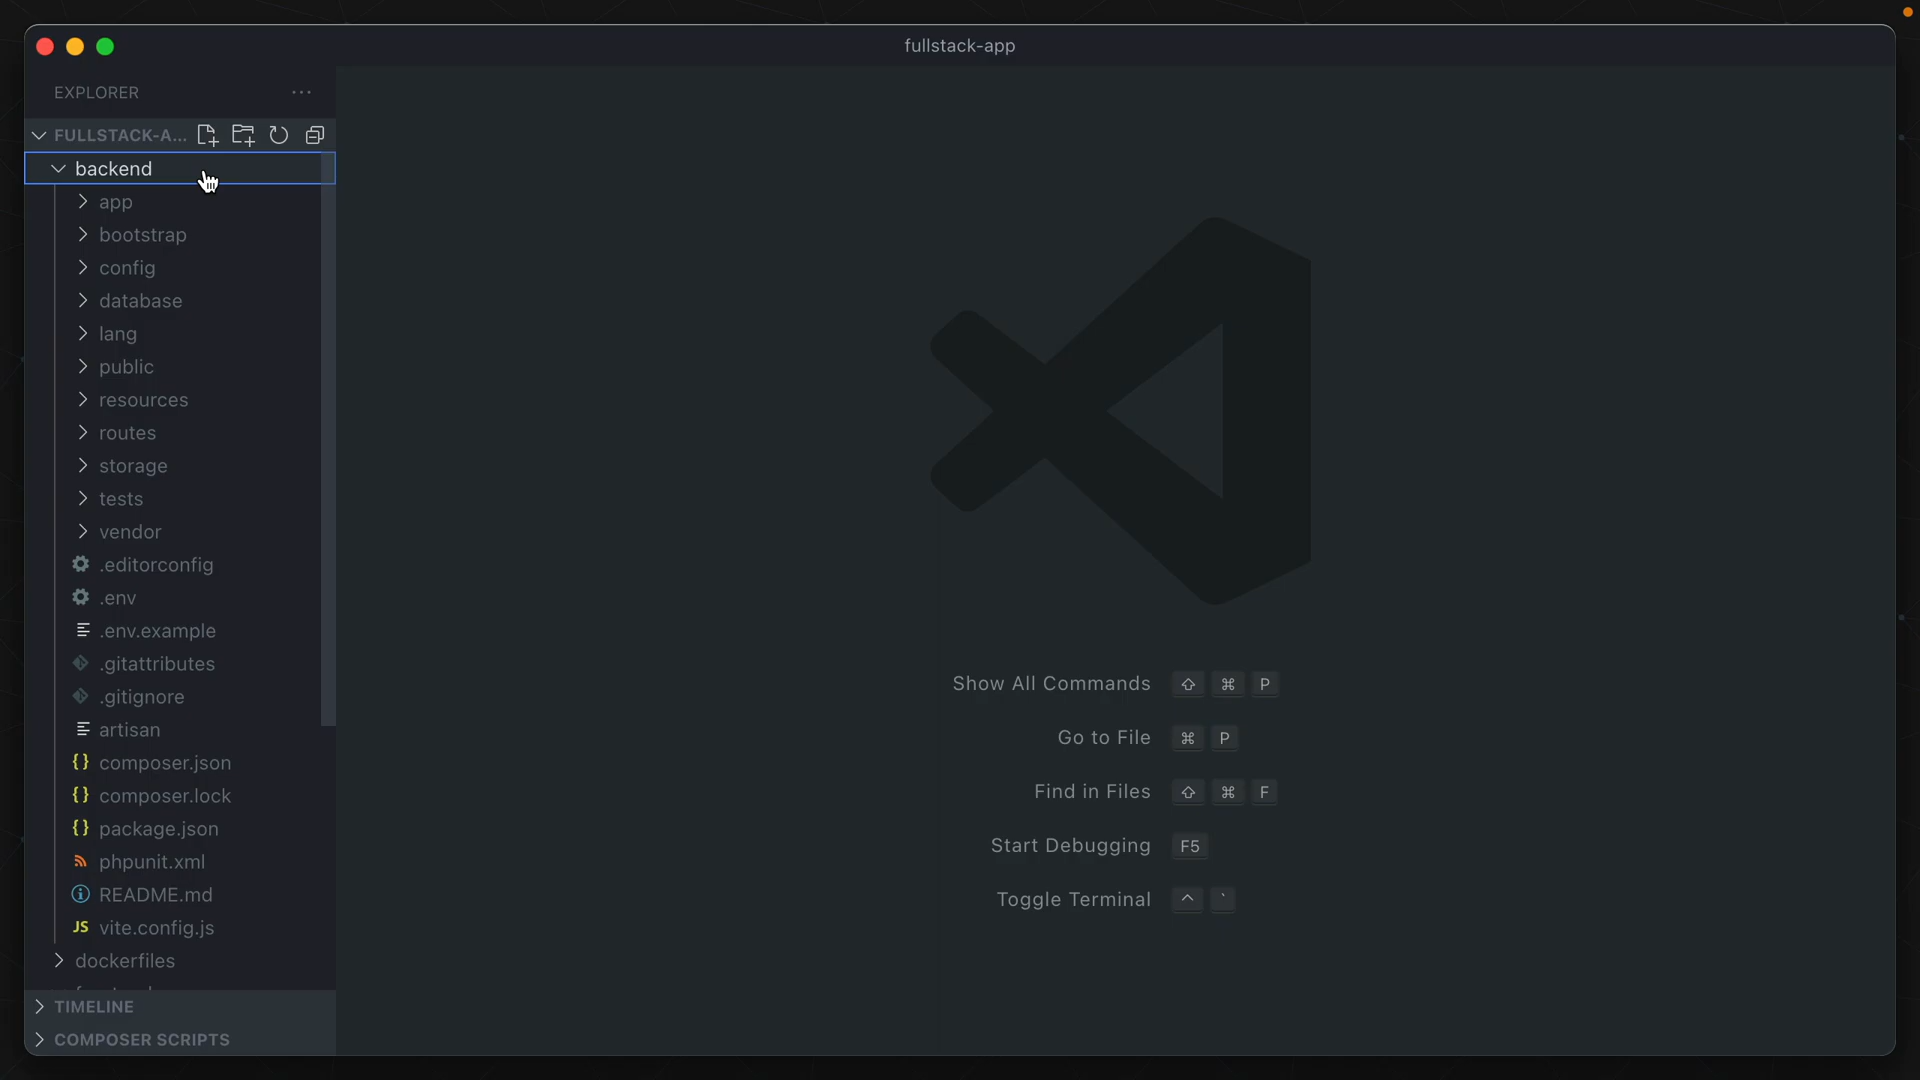 fullstack-app
EXPLORER
FULLSTACK-A...
backend
app
bootstrap
config
database
lang
public
resources
routes
storage
tests
vendor
.editorconfig
.env
.env.example
.gitattributes
.gitignore
artisan
{} composer.json
{} composer.lock
{} package.json
phpunit.xml
README.md
JS vite.config.js
dockerfiles
TIMELINE
COMPOSER SCRIPTS
Show All Commands ⇧ ⌘ P
Go to File ⌘ P
Find in Files ⇧ ⌘ F
Start Debugging F5
Toggle Terminal ^ `